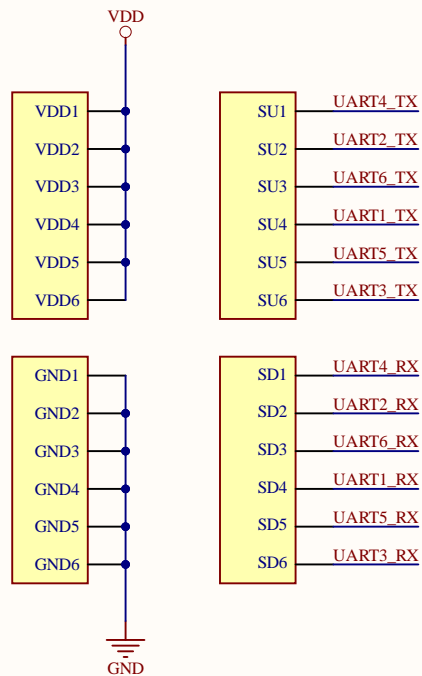 VDD
VDD1
VDD2
VDD3
VDD4
VDD5
VDD6
SU1 UART4_TX
SU2 UART2_TX
SU3 UART6_TX
SU4 UART1_TX
SU5 UART5_TX
SU6 UART3_TX
GND1
GND2
GND3
GND4
GND5
GND6
GND
SD1 UART4_RX
SD2 UART2_RX
SD3 UART6_RX
SD4 UART1_RX
SD5 UART5_RX
SD6 UART3_RX